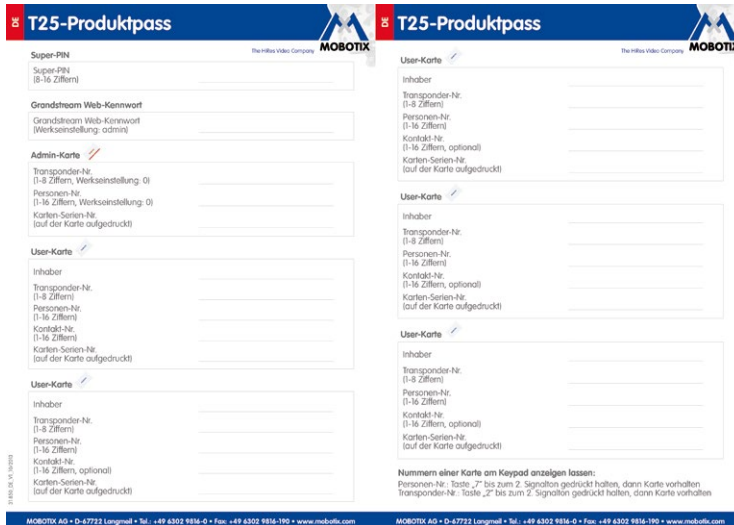 DE
T25-Produktpass
The HiRes Video Company
MOBOTIX
Super-PIN
Super-PIN
(8-16 Ziffern)
Grandstream Web-Kennwort
Grandstream Web-Kennwort
(Werkseinstellung: admin)
Admin-Karte
Transponder-Nr.
(1-8 Ziffern, Werkseinstellung: 0)
Personen-Nr.
(1-16 Ziffern, Werkseinstellung: 0)
Karten-Serien-Nr.
(auf der Karte aufgedruckt)
User-Karte
Inhaber
Transponder-Nr.
(1-8 Ziffern)
Personen-Nr.
(1-16 Ziffern)
Kontakt-Nr.
(1-16 Ziffern)
Karten-Serien-Nr.
(auf der Karte aufgedruckt)
User-Karte
Inhaber
Transponder-Nr.
(1-8 Ziffern)
Personen-Nr.
(1-16 Ziffern)
Kontakt-Nr.
(1-16 Ziffern, optional)
Karten-Serien-Nr.
(auf der Karte aufgedruckt)
MOBOTIX AG • D-67722 Langmeil • Tel.: +49 6302 9816-0 • Fax: +49 6302 9816-190 • www.mobotix.com
DE
T25-Produktpass
The HiRes Video Company
MOBOTIX
User-Karte
Inhaber
Transponder-Nr.
(1-8 Ziffern)
Personen-Nr.
(1-16 Ziffern)
Kontakt-Nr.
(1-16 Ziffern, optional)
Karten-Serien-Nr.
(auf der Karte aufgedruckt)
User-Karte
Inhaber
Transponder-Nr.
(1-8 Ziffern)
Personen-Nr.
(1-16 Ziffern)
Kontakt-Nr.
(1-16 Ziffern, optional)
Karten-Serien-Nr.
(auf der Karte aufgedruckt)
User-Karte
Inhaber
Transponder-Nr.
(1-8 Ziffern)
Personen-Nr.
(1-16 Ziffern)
Kontakt-Nr.
(1-16 Ziffern, optional)
Karten-Serien-Nr.
(auf der Karte aufgedruckt)
Nummern einer Karte am Keypad anzeigen lassen:
Personen-Nr.: Taste „7" bis zum 2. Signalton gedrückt halten, dann Karte vorhalten
Transponder-Nr.: Taste „2" bis zum 2. Signalton gedrückt halten, dann Karte vorhalten
MOBOTIX AG • D-67722 Langmeil • Tel.: +49 6302 9816-0 • Fax: +49 6302 9816-190 • www.mobotix.com